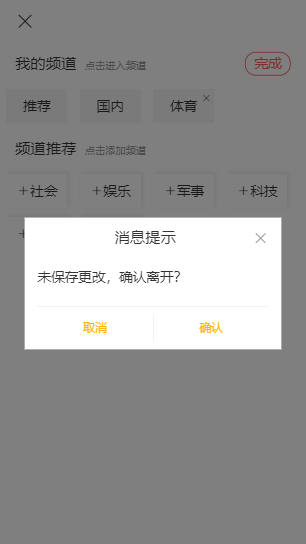 我的频道 点击进入频道 完成
推荐 国内 体育
频道推荐 点击添加频道
+社会 +娱乐 +军事 +科技
消息提示
未保存更改，确认离开？
取消 确认